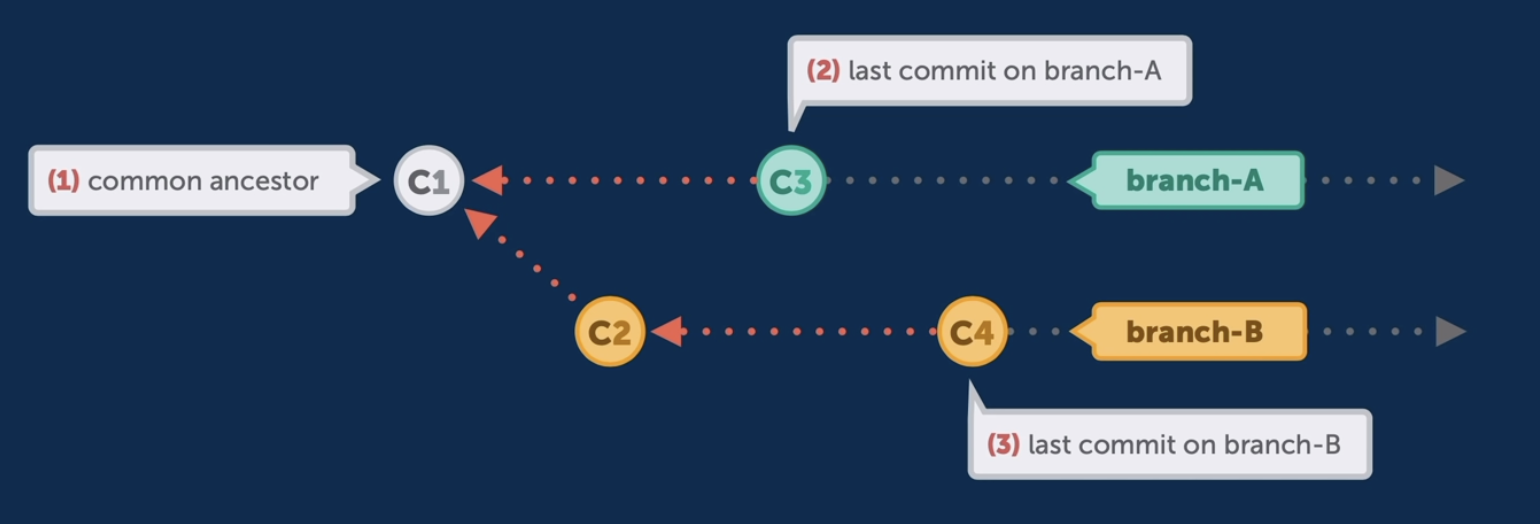 (2) last commit on branch-A
(1) common ancestor
C1
C3
branch-A
C2
C4
branch-B
(3) last commit on branch-B